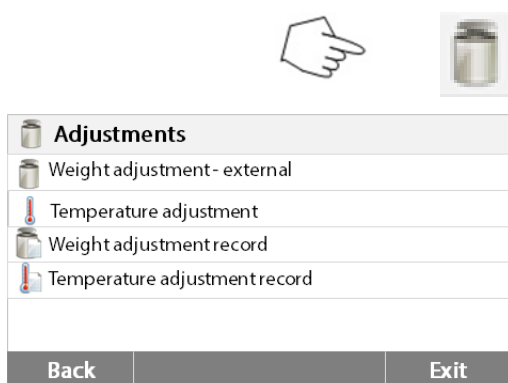 Adjustments
Weight adjustment - external
Temperature adjustment
Weight adjustment record
Temperature adjustment record
Back Exit